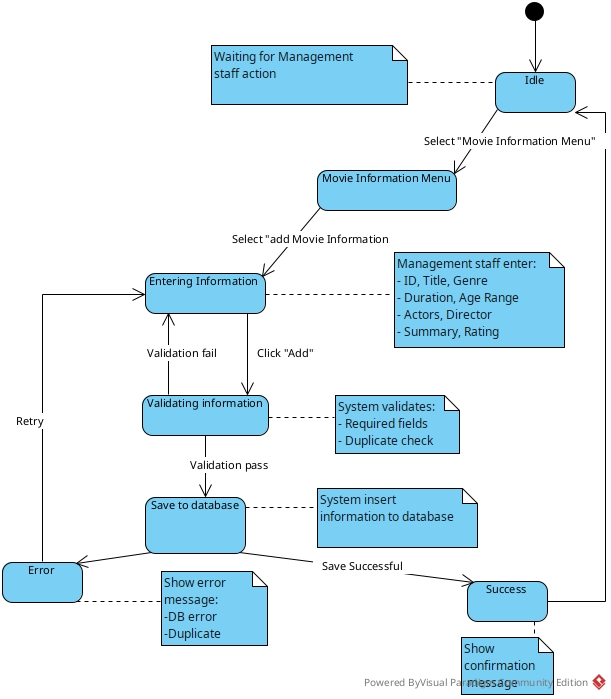 Waiting for Management
staff action
Idle
Select "Movie Information Menu"
Movie Information Menu
Select "add Movie Information
Management staff enter:
- ID, Title, Genre
- Duration, Age Range
- Actors, Director
- Summary, Rating
Entering Information
Validation fail
Click "Add"
Validating information
System validates:
- Required fields
- Duplicate check
Retry
Validation pass
Save to database
System insert
information to database
Error
Save Successful
Show error
message:
-DB error
-Duplicate
Success
Show
confirmation
message
Powered By Visual Paradigm Community Edition